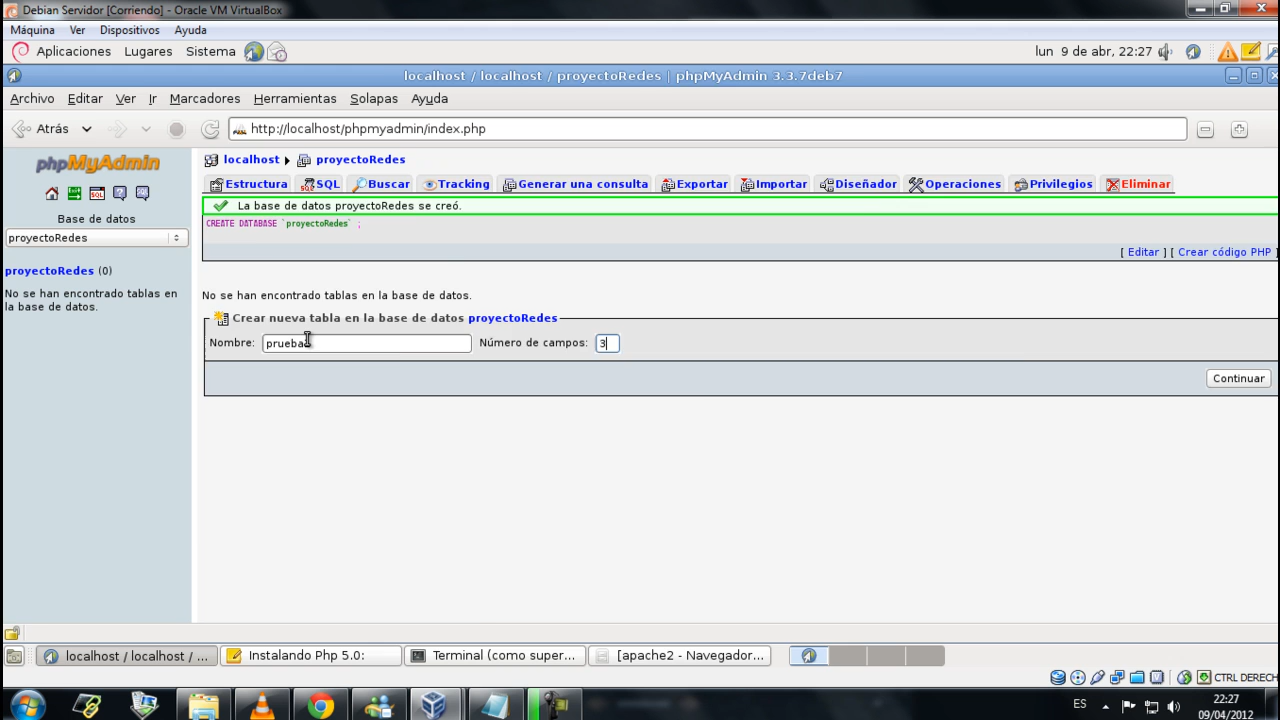 Debian Servidor [Corriendo] - Oracle VM VirtualBox
Máquina Ver Dispositivos Ayuda
Aplicaciones Lugares Sistema lun 9 de abr, 22:27
localhost / localhost / proyectoRedes | phpMyAdmin 3.3.7deb7
Archivo Editar Ver Ir Marcadores Herramientas Solapas Ayuda
Atrás http://localhost/phpmyadmin/index.php
phpMyAdmin
localhost proyectoRedes
Estructura SQL Buscar Tracking Generar una consulta Exportar Importar Diseñador Operaciones Privilegios Eliminar
SQL
Base de datos
proyectoRedes
proyectoRedes (0)
No se han encontrado tablas en
la base de datos.
La base de datos proyectoRedes se creó.
CREATE DATABASE `proyectoRedes` ;
[ Editar ] [ Crear código PHP ]
No se han encontrado tablas en la base de datos.
Crear nueva tabla en la base de datos proyectoRedes
Nombre: prueba Número de campos: 3
Continuar
localhost / localhost / ... Instalando Php 5.0: Terminal (como super... [apache2 - Navegador...
CTRL DERECH
ES 22:27
09/04/2012